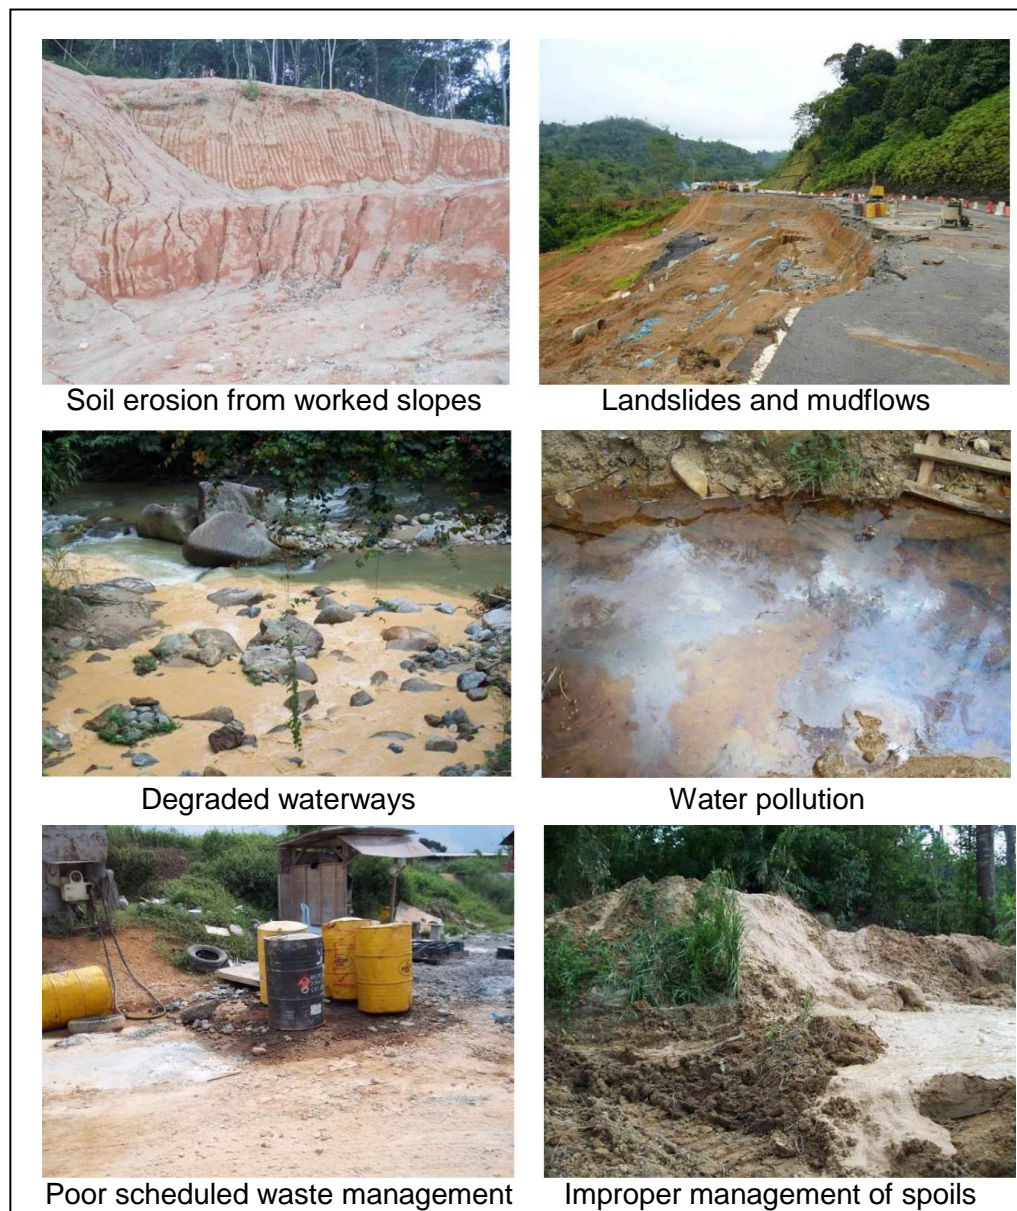 Soil erosion from worked slopes
Landslides and mudflows
Degraded waterways
Water pollution
Poor scheduled waste management
Improper management of spoils